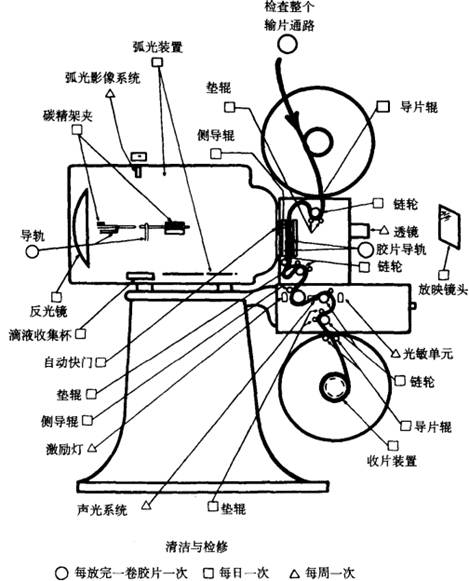 检查整个
输片通路
弧光装置
垫辊
弧光影像系统
导片辊
碳精架夹
侧导辊
链轮
透镜
导轨
胶片导轨
链轮
放映镜头
反光镜
滴液收集杯
自动快门
光敏单元
垫辊
链轮
侧导辊
导片辊
激励灯
收片装置
声光系统
垫辊
清洁与检修
每放完一卷胶片一次 每日一次 每周一次